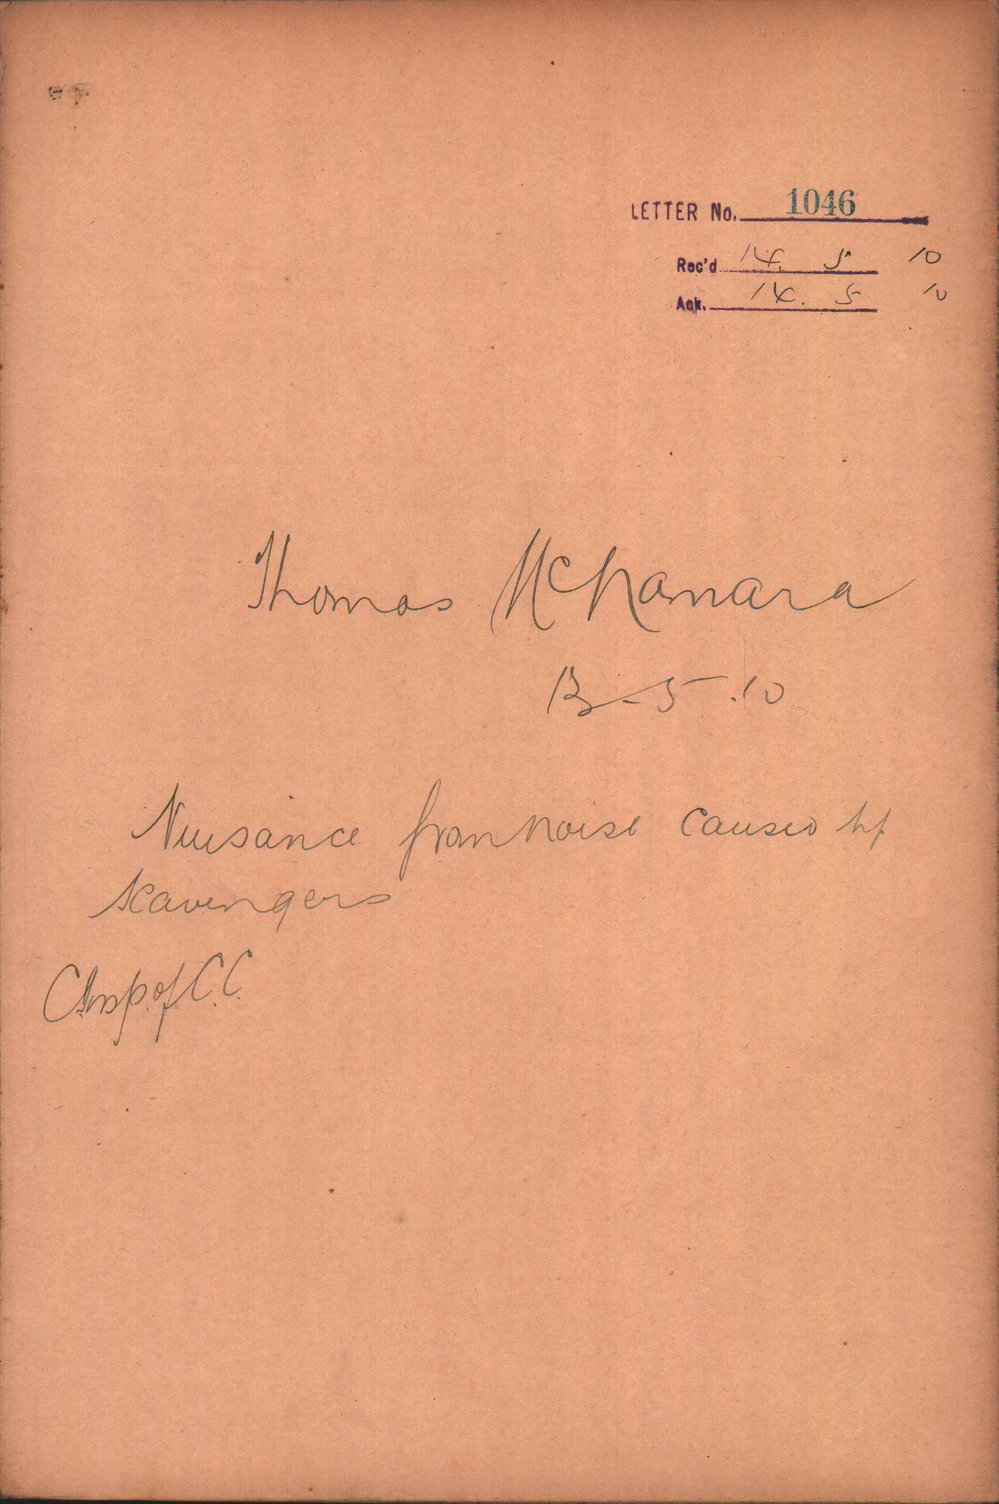 LETTER No. 1046
Rec'd 14. 5 10
Ack. 14. 5 10
Thomas McNamara
13-5.10
Nuisance from noise caused by
scavengers
C. Insp. of C.C.